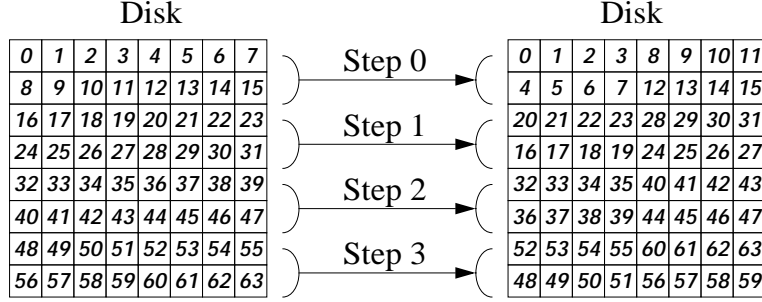 Disk Disk
0 1 2 3 4 5 6 7 Step 0 0 1 2 3 8 9 10 11
8 9 10 11 12 13 14 15 4 5 6 7 12 13 14 15
16 17 18 19 20 21 22 23 Step 1 20 21 22 23 28 29 30 31
24 25 26 27 28 29 30 31 16 17 18 19 24 25 26 27
32 33 34 35 36 37 38 39 Step 2 32 33 34 35 40 41 42 43
40 41 42 43 44 45 46 47 36 37 38 39 44 45 46 47
48 49 50 51 52 53 54 55 Step 3 52 53 54 55 60 61 62 63
56 57 58 59 60 61 62 63 48 49 50 51 56 57 58 59